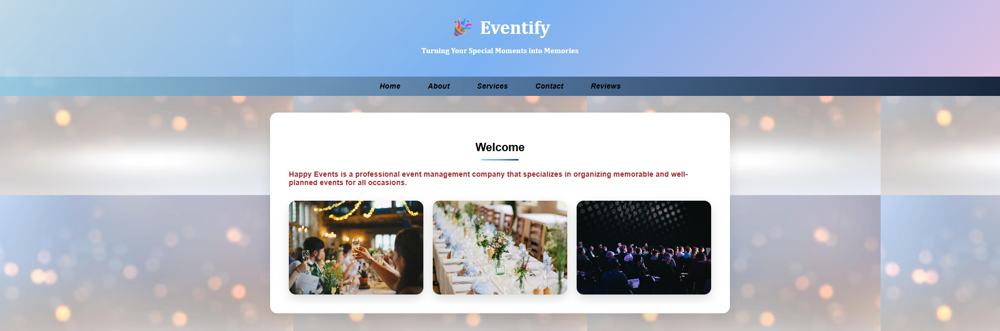 🎉 Eventify
Turning Your Special Moments into Memories
Home About Services Contact Reviews
Welcome
Happy Events is a professional event management company that specializes in organizing memorable and well-
planned events for all occasions.